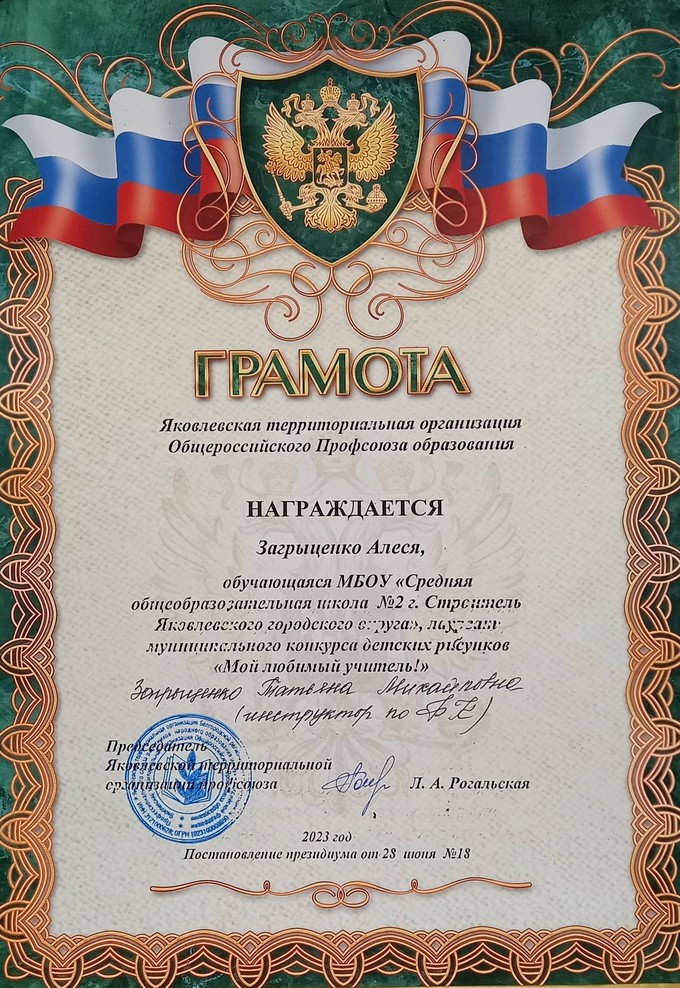 ГРАМОТА
Яковлевская территориальная организация
Общероссийского Профсоюза образования
НАГРАЖДАЕТСЯ
Загрыценко Алеся,
обучающаяся МБОУ «Средняя
общеобразовательная школа №2 г. Строитель
Яковлевского городского округа», лауреат
муниципального конкурса детских рисунков
«Мой любимый учитель!»
Загрыценко Татьяна Михайловна
(инструктор по ФК)
Председатель
Яковлевской территориальной
организации профсоюза Л. А. Рогальская
2023 год
Постановление президиума от 28 июня №18